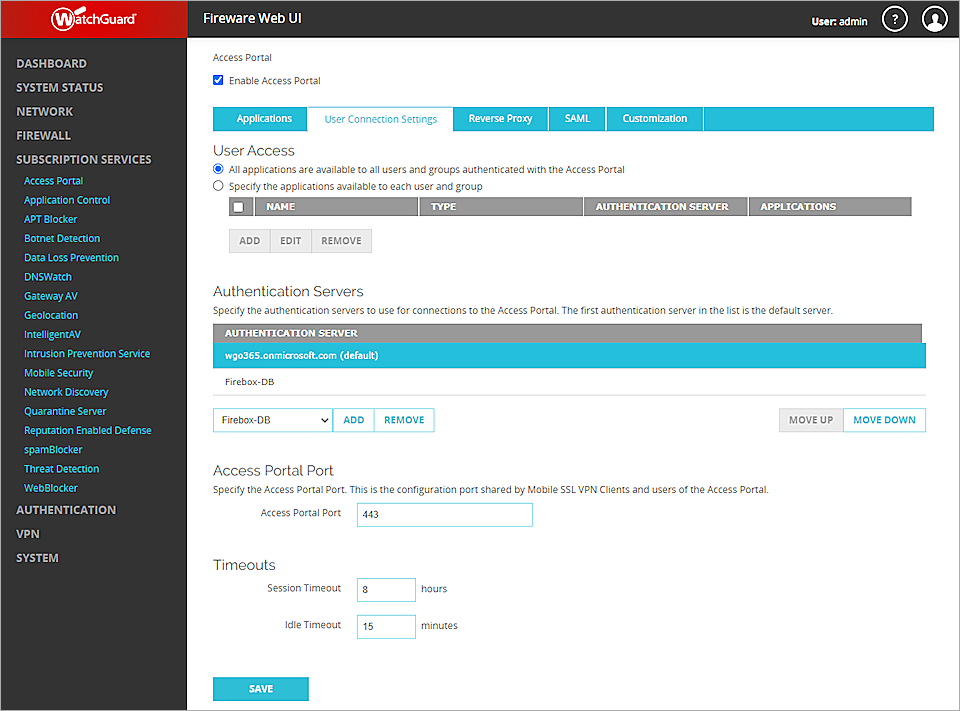 WatchGuard
Fireware Web UI
User: admin
?
DASHBOARD
SYSTEM STATUS
NETWORK
FIREWALL
SUBSCRIPTION SERVICES
Access Portal
Application Control
APT Blocker
Botnet Detection
Data Loss Prevention
DNSWatch
Gateway AV
Geolocation
IntelligentAV
Intrusion Prevention Service
Mobile Security
Network Discovery
Quarantine Server
Reputation Enabled Defense
spamBlocker
Threat Detection
WebBlocker
AUTHENTICATION
VPN
SYSTEM
Access Portal
Enable Access Portal
Applications User Connection Settings Reverse Proxy SAML Customization
User Access
All applications are available to all users and groups authenticated with the Access Portal
Specify the applications available to each user and group
NAME TYPE AUTHENTICATION SERVER APPLICATIONS
ADD EDIT REMOVE
Authentication Servers
Specify the authentication servers to use for connections to the Access Portal. The first authentication server in the list is the default server.
AUTHENTICATION SERVER
wgo365.onmicrosoft.com (default)
Firebox-DB
Firebox-DB ADD REMOVE MOVE UP MOVE DOWN
Access Portal Port
Specify the Access Portal Port. This is the configuration port shared by Mobile SSL VPN Clients and users of the Access Portal.
Access Portal Port 443
Timeouts
Session Timeout 8 hours
Idle Timeout 15 minutes
SAVE